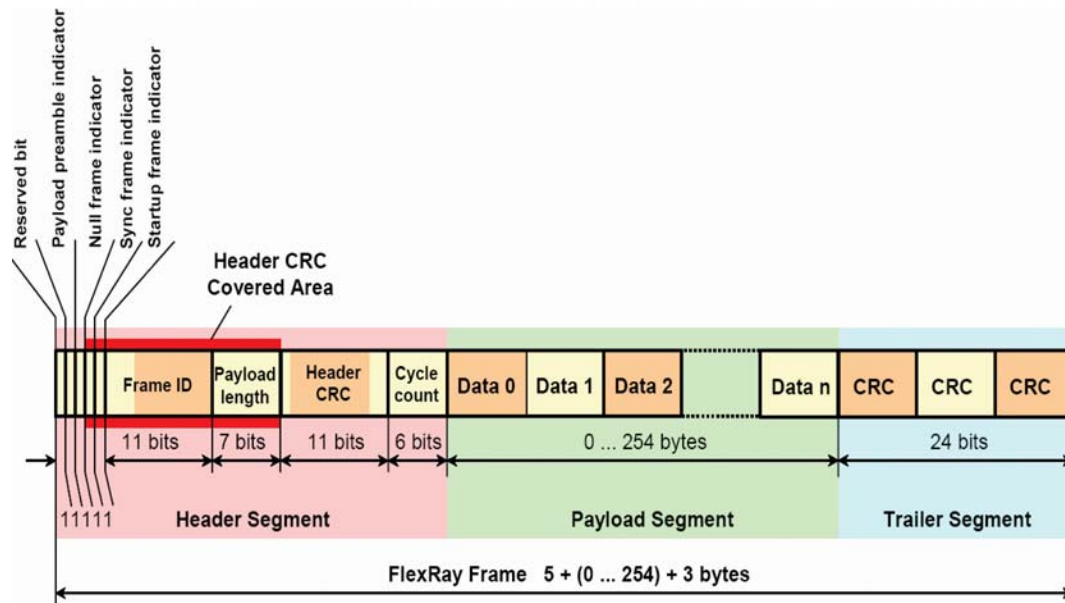 Reserved bit
Payload preamble indicator
Null frame indicator
Sync frame indicator
Startup frame indicator
Header CRC
Covered Area
Frame ID
Payload
length
Header
CRC
Cycle
count
Data 0
Data 1
Data 2
Data n
CRC
CRC
CRC
11 bits
7 bits
11 bits
6 bits
0 ... 254 bytes
24 bits
11111
Header Segment
Payload Segment
Trailer Segment
FlexRay Frame 5 + (0 ... 254) + 3 bytes